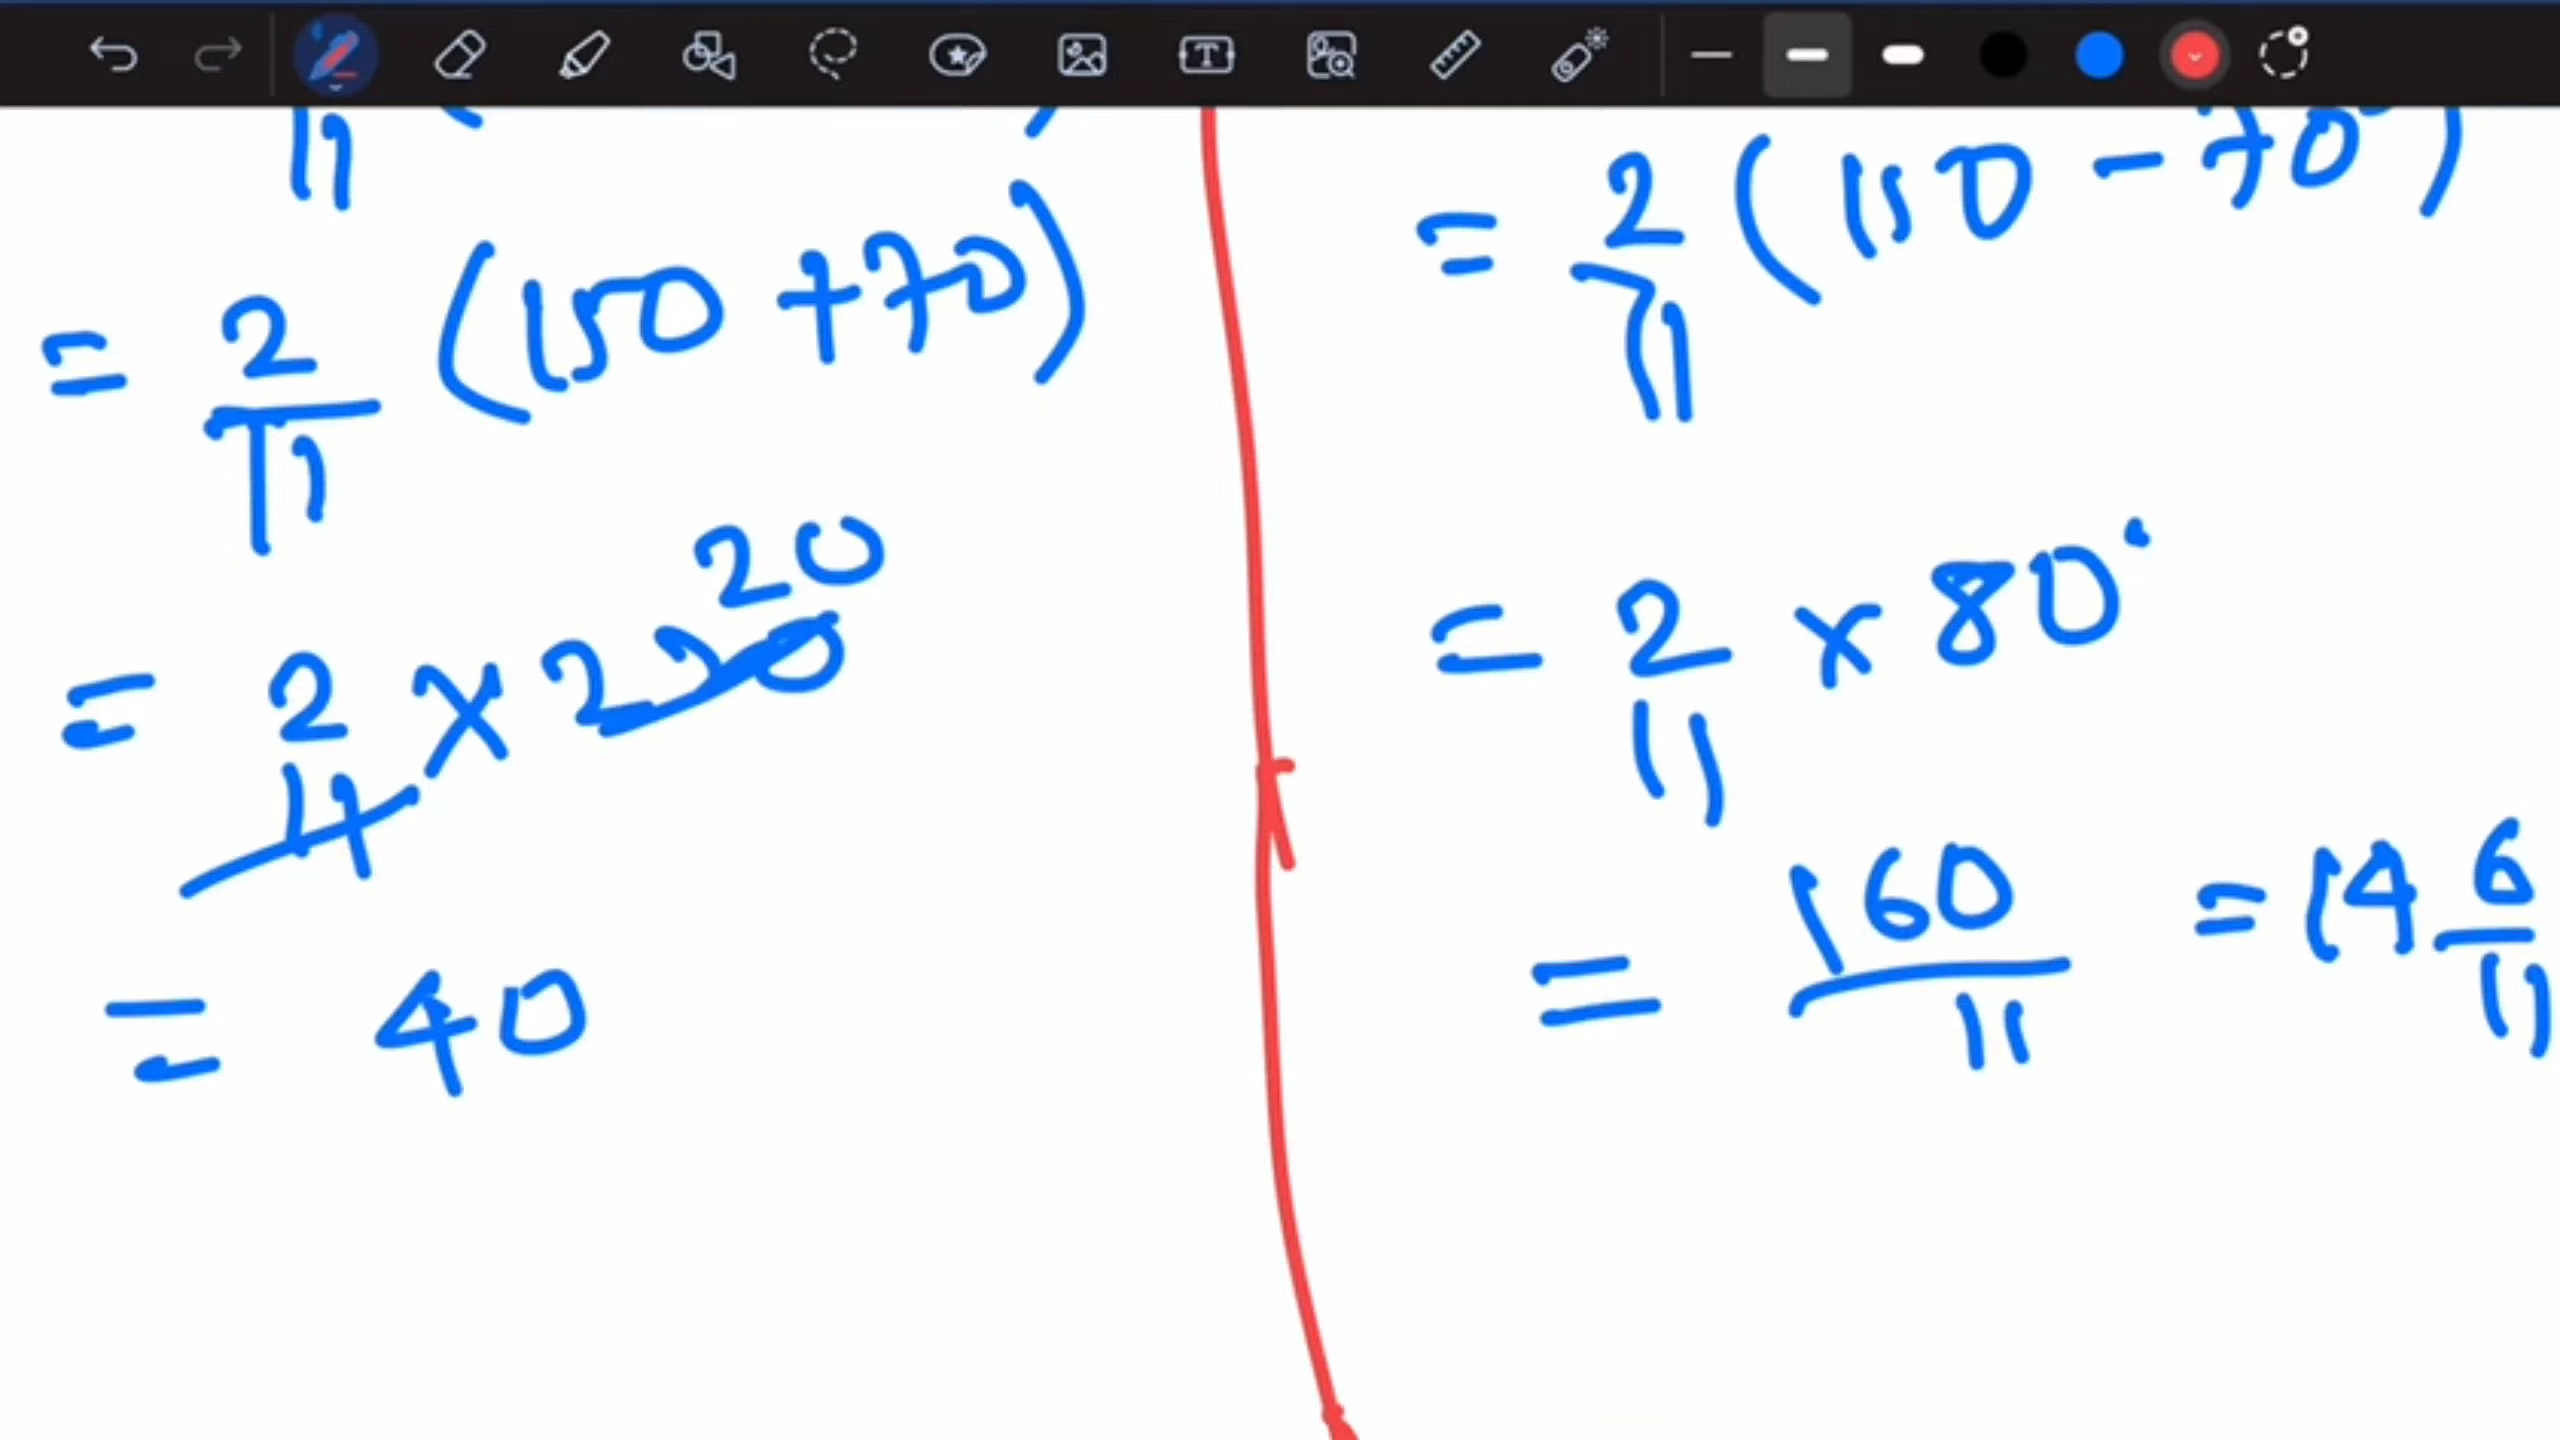 11 (
= 2/11 (150 + 70)
= 2/11 × 220 20
= 40
= 2/11 (150 - 70°)
= 2/11 × 80°
= 160/11 = 14 6/11